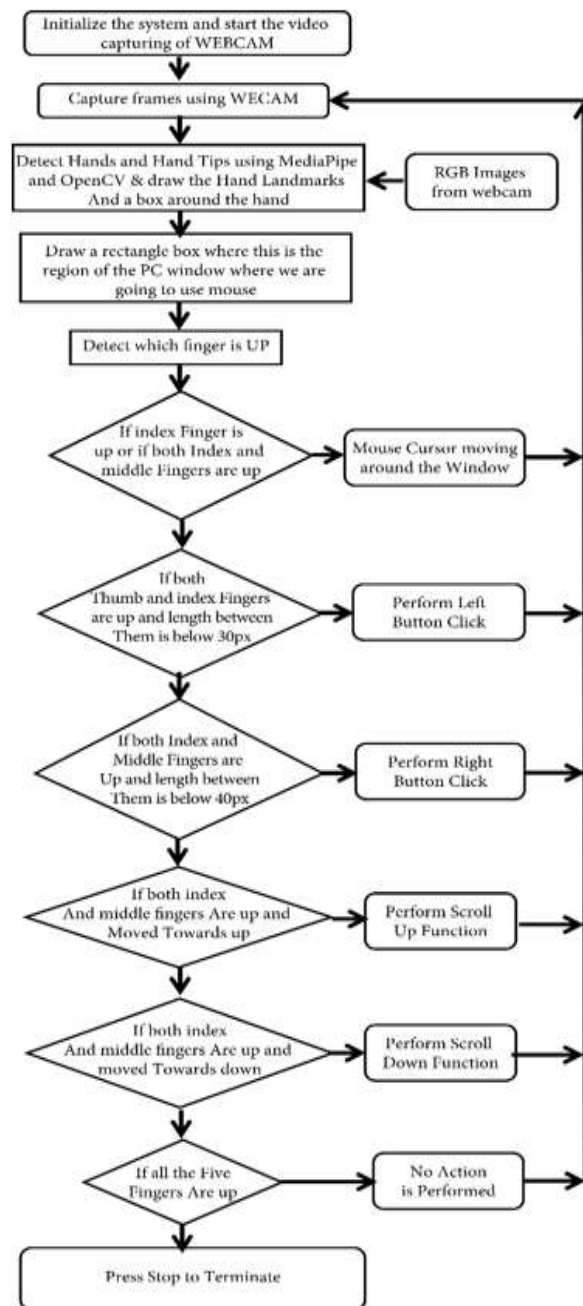 Initialize the system and start the video
capturing of WEBCAM
Capture frames using WECAM
Detect Hands and Hand Tips using MediaPipe
and OpenCV & draw the Hand Landmarks
And a box around the hand
RGB Images
from webcam
Draw a rectangle box where this is the
region of the PC window where we are
going to use mouse
Detect which finger is UP
If index Finger is
up or if both Index and
middle Fingers are up
Mouse Cursor moving
around the Window
If both
Thumb and index Fingers
are up and length between
Them is below 30px
Perform Left
Button Click
If both Index and
Middle Fingers are
Up and length between
Them is below 40px
Perform Right
Button Click
If both index
And middle fingers Are up and
Moved Towards up
Perform Scroll
Up Function
If both index
And middle fingers Are up and
moved Towards down
Perform Scroll
Down Function
If all the Five
Fingers Are up
No Action
is Performed
Press Stop to Terminate